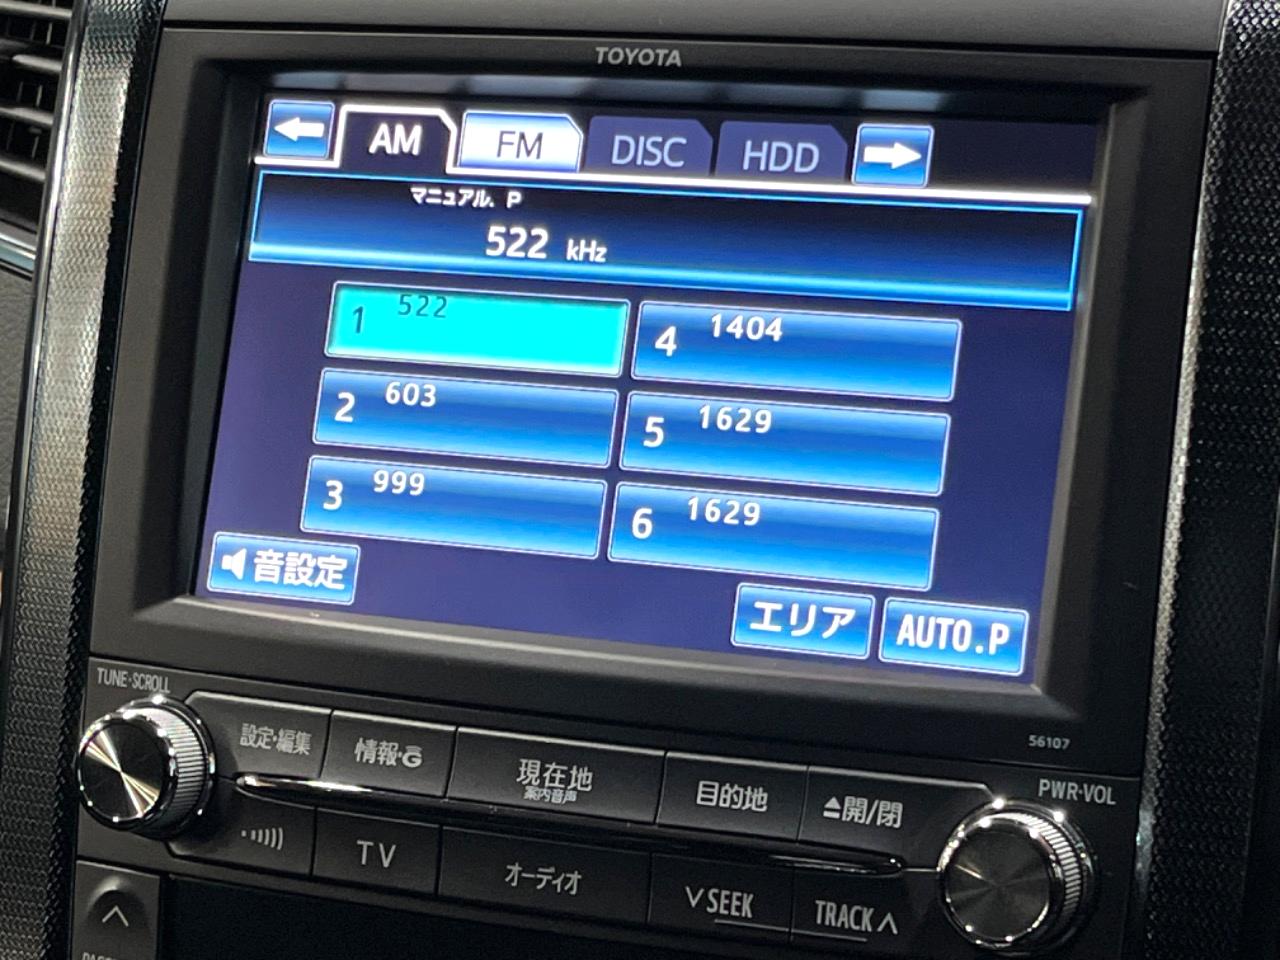 TOYOTA
AM FM DISC HDD
マニュアル. P
522 kHz
1 522
4 1404
2 603
5 1629
3 999
6 1629
音設定
エリア
AUTO.P
56107
TUNE·SCROLL
設定·編集
情報·G
現在地
案内音声
目的地
開/閉
PWR·VOL
TV
オーディオ
∨ SEEK
TRACK ∧